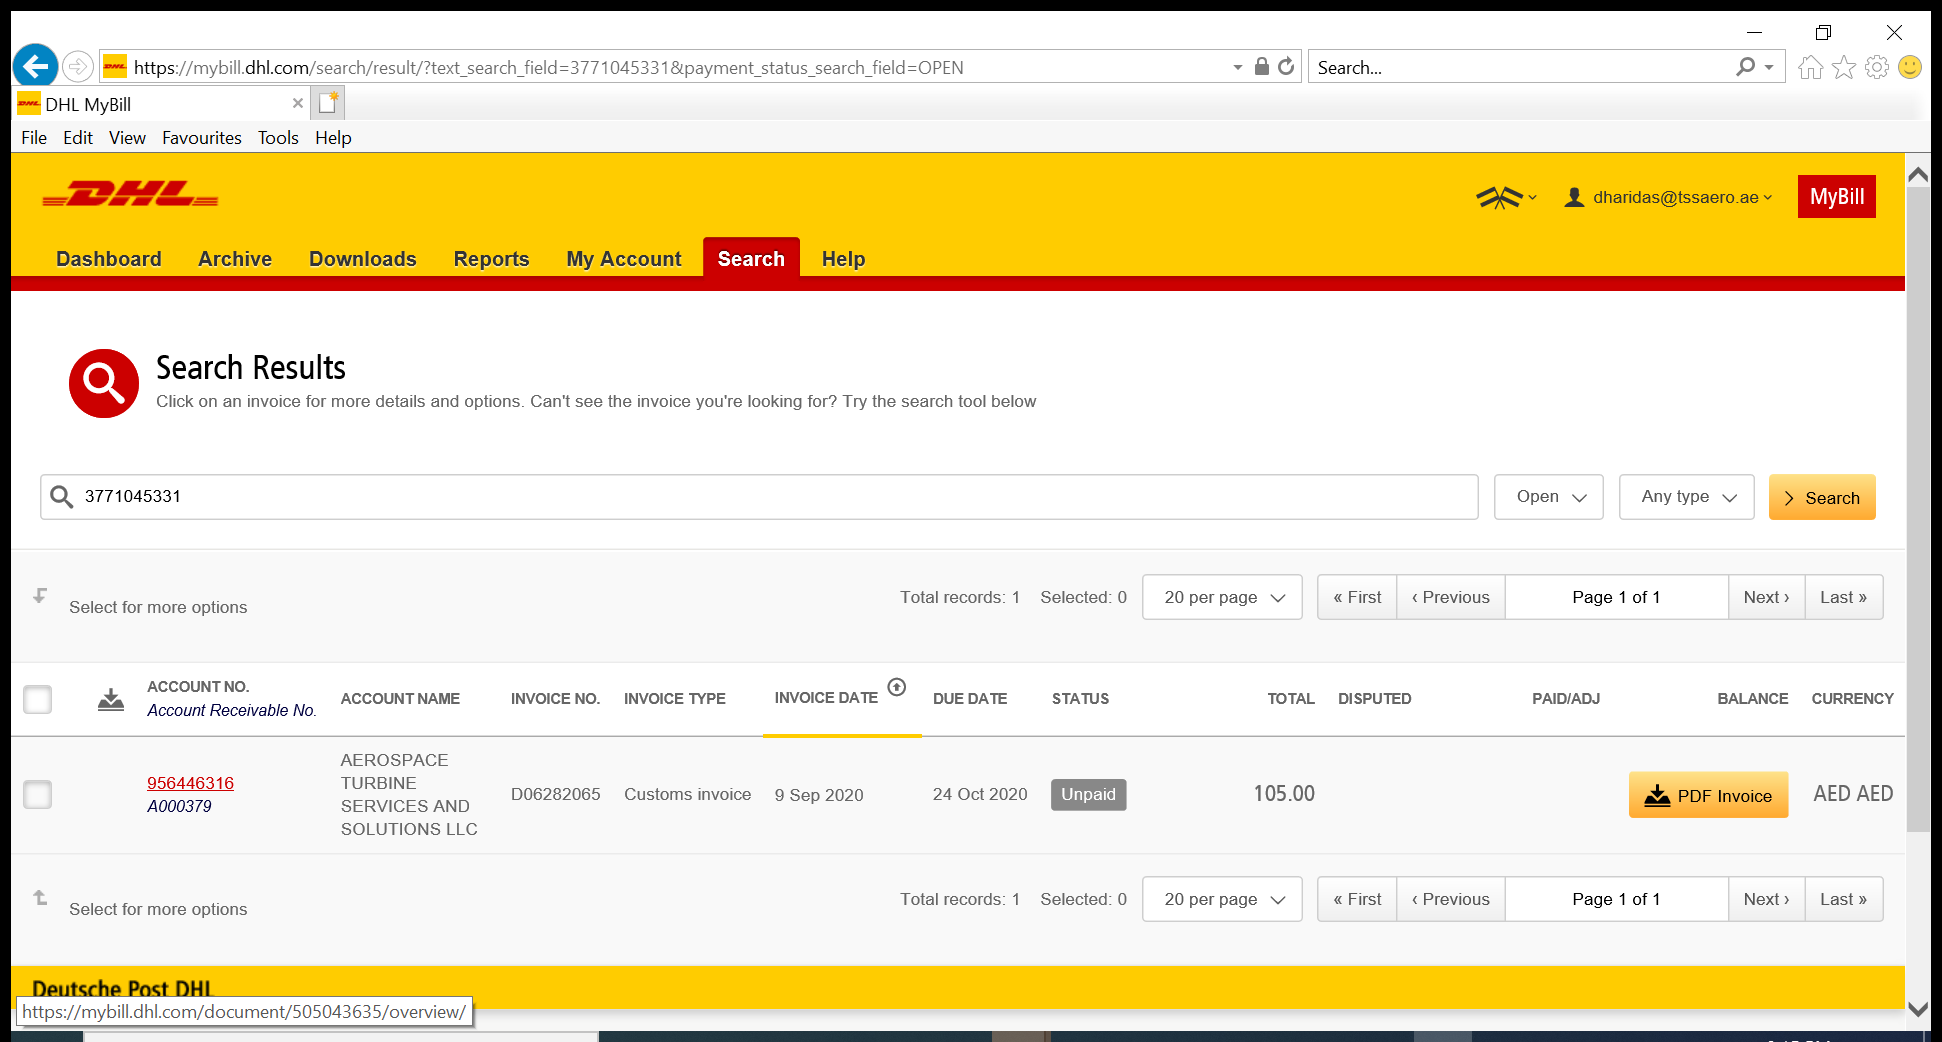 https://mybill.dhl.com/search/result/?text_search_field=3771045331&payment_status_search_field=OPEN
Search...
DHL MyBill
File Edit View Favourites Tools Help
DHL
dharidas@tssaero.ae
MyBill
Dashboard Archive Downloads Reports My Account Search Help
Search Results
Click on an invoice for more details and options. Can't see the invoice you're looking for? Try the search tool below
3771045331
Open
Any type
Search
Select for more options
Total records: 1 Selected: 0 20 per page « First ‹ Previous Page 1 of 1 Next › Last »
ACCOUNT NO.
Account Receivable No.
ACCOUNT NAME INVOICE NO. INVOICE TYPE INVOICE DATE DUE DATE STATUS TOTAL DISPUTED PAID/ADJ BALANCE CURRENCY
956446316
A000379
AEROSPACE
TURBINE
SERVICES AND
SOLUTIONS LLC
D06282065 Customs invoice 9 Sep 2020 24 Oct 2020 Unpaid 105.00 PDF Invoice AED AED
Select for more options
Total records: 1 Selected: 0 20 per page « First ‹ Previous Page 1 of 1 Next › Last »
Deutsche Post DHL
https://mybill.dhl.com/document/505043635/overview/